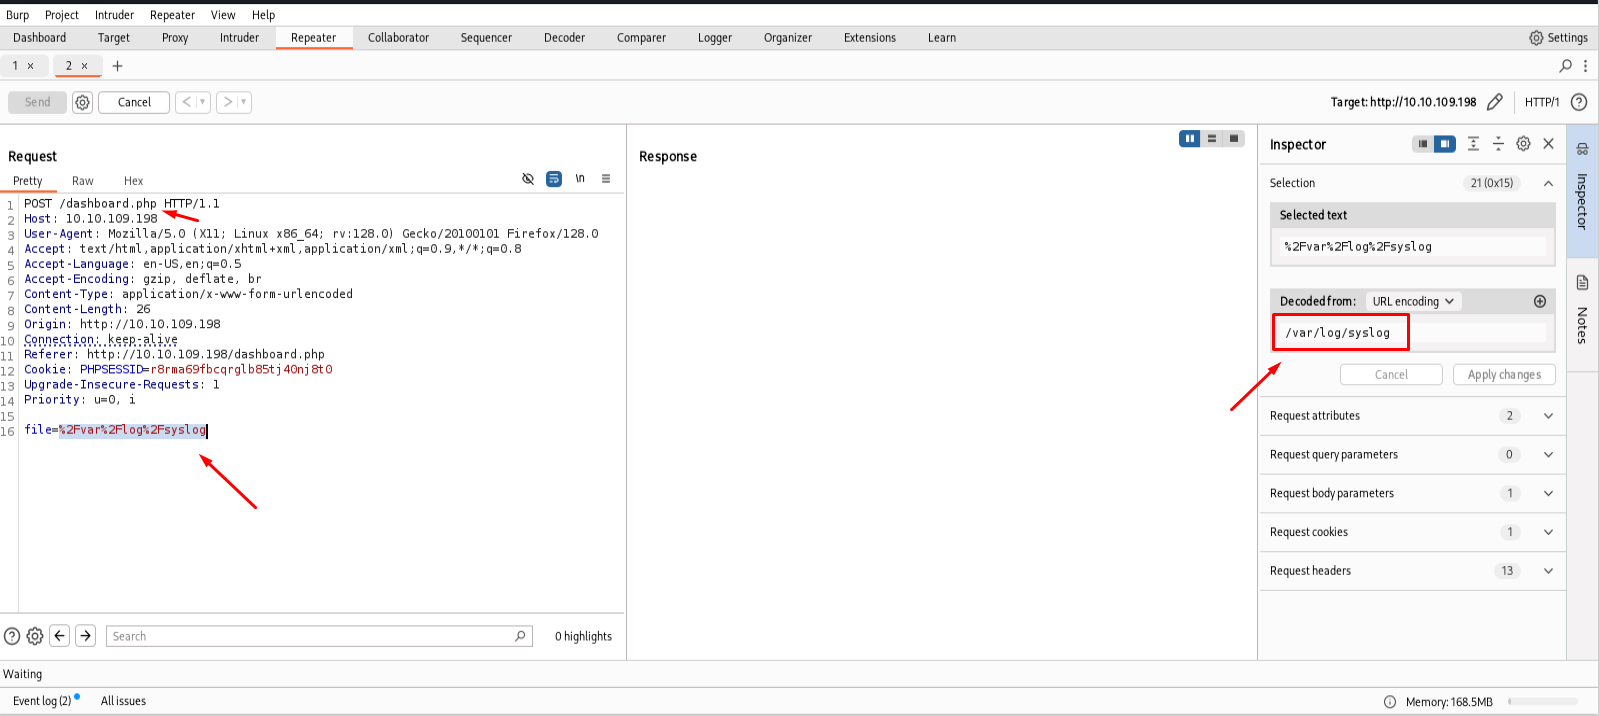 Burp Project Intruder Repeater View Help
Dashboard Target Proxy Intruder Repeater Collaborator Sequencer Decoder Comparer Logger Organizer Extensions Learn Settings
1 × 2 × +
Send Cancel < > Target: http://10.10.109.198 HTTP/1 ?
Request
Pretty Raw Hex \n
1 POST /dashboard.php HTTP/1.1
2 Host: 10.10.109.198
3 User-Agent: Mozilla/5.0 (X11; Linux x86_64; rv:128.0) Gecko/20100101 Firefox/128.0
4 Accept: text/html,application/xhtml+xml,application/xml;q=0.9,*/*;q=0.8
5 Accept-Language: en-US,en;q=0.5
6 Accept-Encoding: gzip, deflate, br
7 Content-Type: application/x-www-form-urlencoded
8 Content-Length: 26
9 Origin: http://10.10.109.198
10 Connection: keep-alive
11 Referer: http://10.10.109.198/dashboard.php
12 Cookie: PHPSESSID=r8rma69fbcqrglb85tj40nj8t0
13 Upgrade-Insecure-Requests: 1
14 Priority: u=0, i
15
16 file=%2Fvar%2Flog%2Fsyslog
? Search 0 highlights
Response
Inspector
Selection 21 (0x15)
Selected text
%2Fvar%2Flog%2Fsyslog
Decoded from: URL encoding
/var/log/syslog
Cancel Apply changes
Request attributes 2
Request query parameters 0
Request body parameters 1
Request cookies 1
Request headers 13
Inspector
Notes
Waiting
Event log (2) All issues Memory: 168.5MB